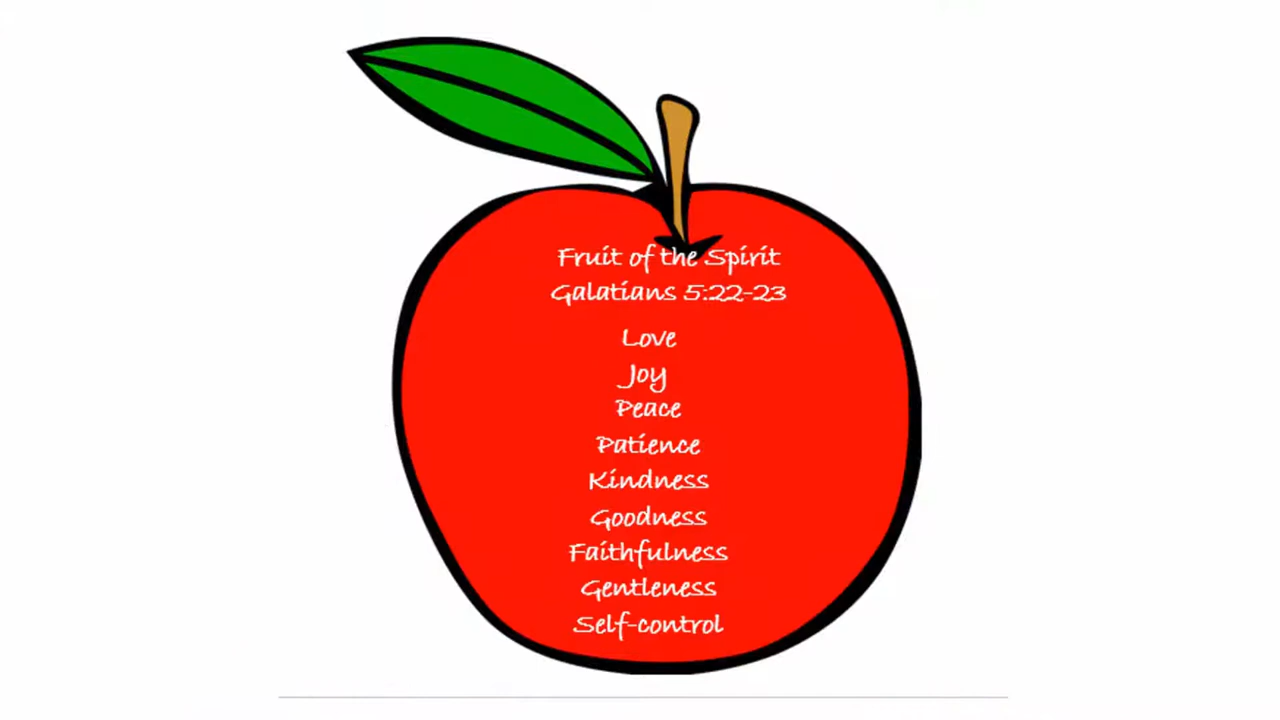 Fruit of the Spirit
Galatians 5:22-23
Love
Joy
Peace
Patience
Kindness
Goodness
Faithfulness
Gentleness
Self-control